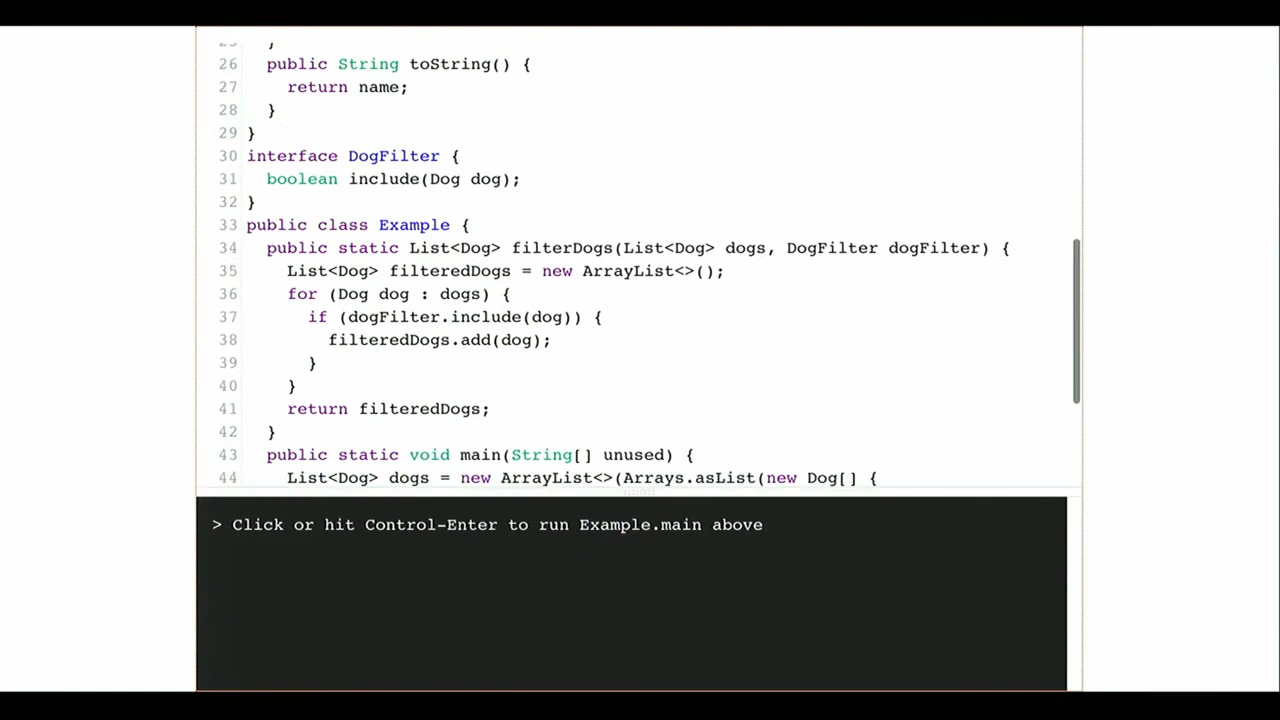 26 public String toString() {
27 return name;
28 }
29 }
30 interface DogFilter {
31 boolean include(Dog dog);
32 }
33 public class Example {
34 public static List<Dog> filterDogs(List<Dog> dogs, DogFilter dogFilter) {
35 List<Dog> filteredDogs = new ArrayList<>();
36 for (Dog dog : dogs) {
37 if (dogFilter.include(dog)) {
38 filteredDogs.add(dog);
39 }
40 }
41 return filteredDogs;
42 }
43 public static void main(String[] unused) {
44 List<Dog> dogs = new ArrayList<>(Arrays.asList(new Dog[] {
> Click or hit Control-Enter to run Example.main above